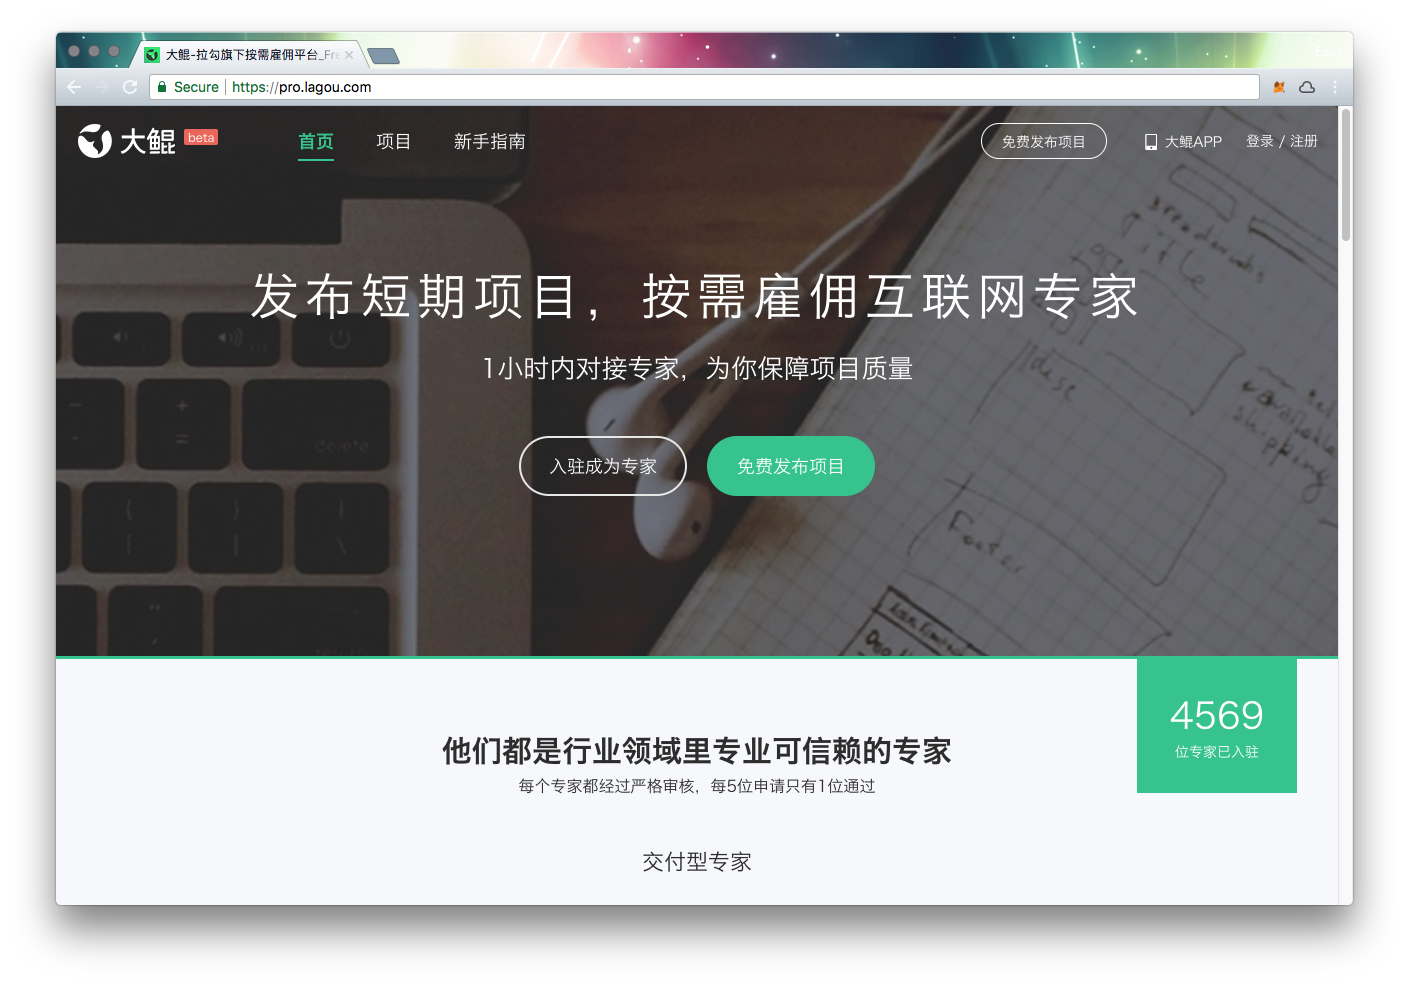 大鲲-拉勾旗下按需雇佣平台_Fre
Secure https://pro.lagou.com
大鲲 beta 首页 项目 新手指南 免费发布项目 大鲲APP 登录 / 注册
发布短期项目，按需雇佣互联网专家
1小时内对接专家，为你保障项目质量
入驻成为专家 免费发布项目
delete
Footer
4569
位专家已入驻
他们都是行业领域里专业可信赖的专家
每个专家都经过严格审核，每5位申请只有1位通过
交付型专家